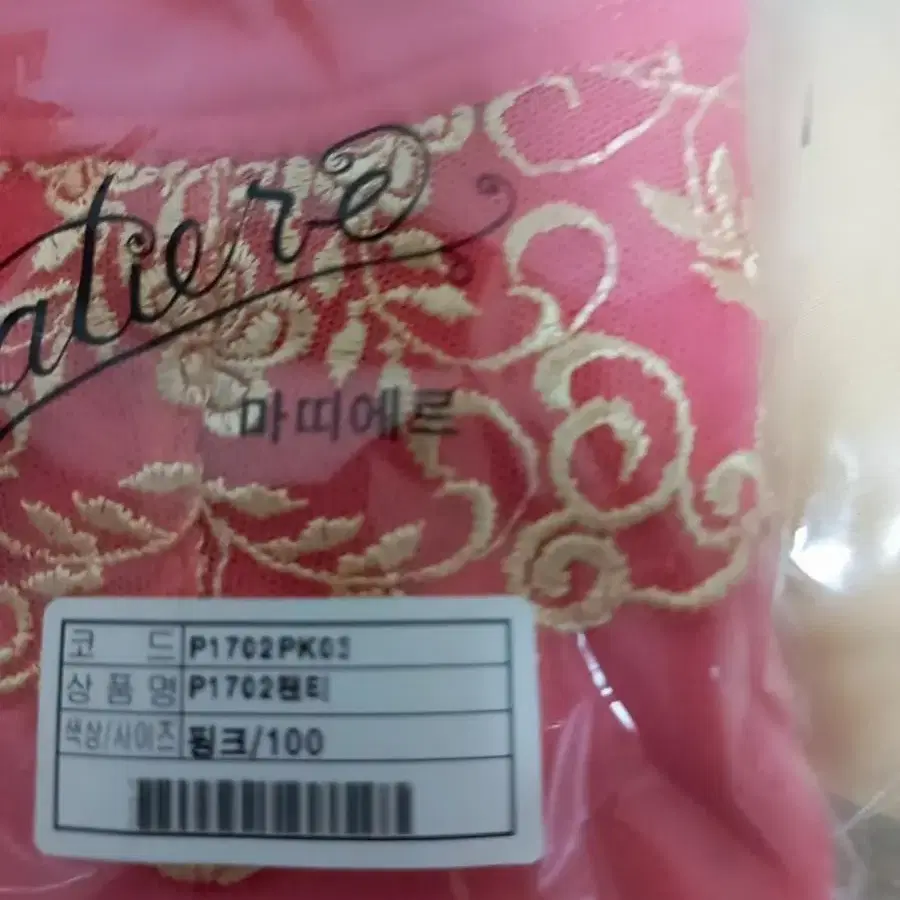 atiere
마띠에르
코 드 P1702PK03
상 품 명 P1702팬티
색상/사이즈 핑크/100